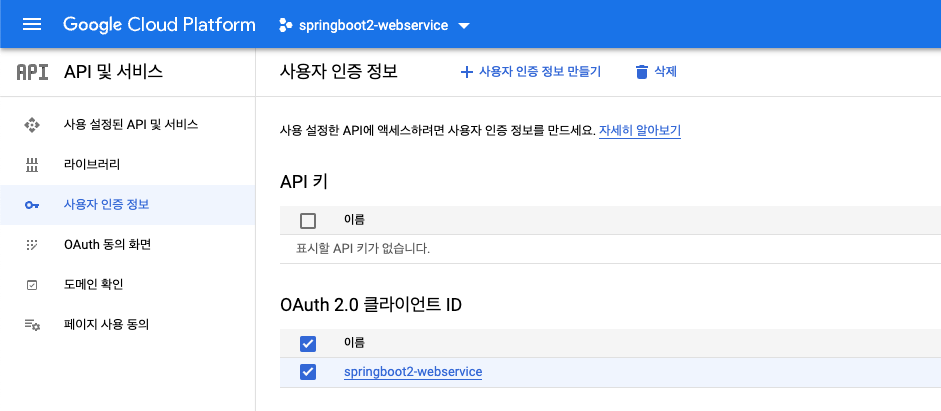 Google Cloud Platform springboot2-webservice
API API 및 서비스
사용자 인증 정보 사용자 인증 정보 만들기 삭제
사용 설정된 API 및 서비스
라이브러리
사용자 인증 정보
OAuth 동의 화면
도메인 확인
페이지 사용 동의
사용 설정한 API에 액세스하려면 사용자 인증 정보를 만드세요. 자세히 알아보기
API 키
이름
표시할 API 키가 없습니다.
OAuth 2.0 클라이언트 ID
이름
springboot2-webservice